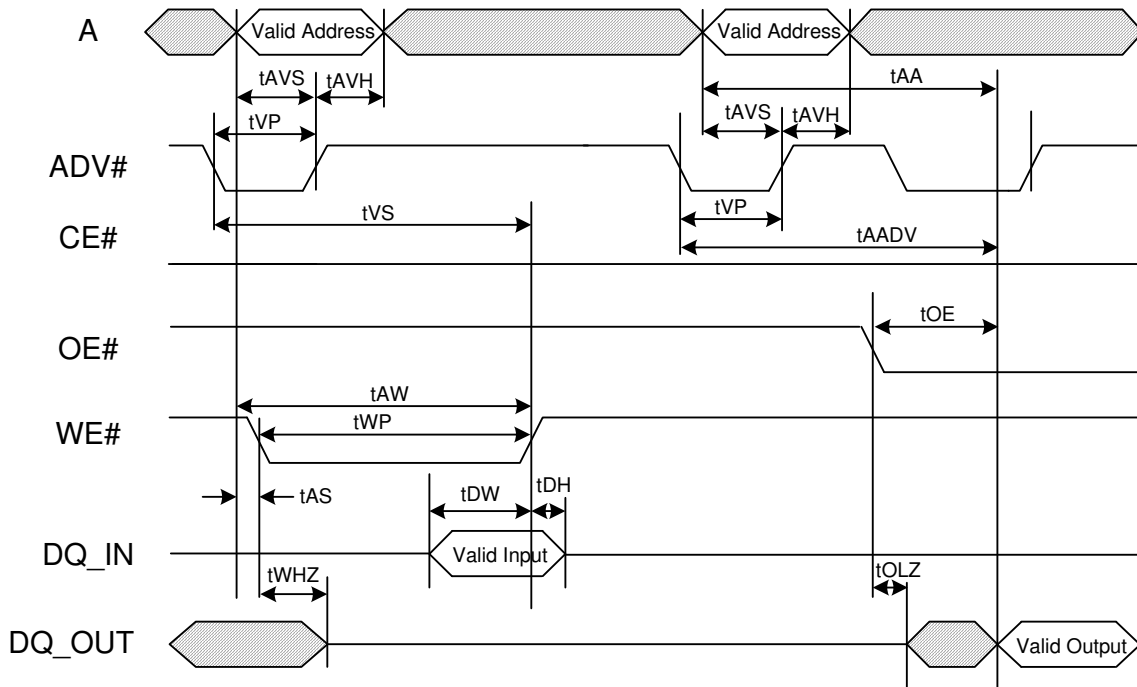 A
Valid Address
Valid Address
tAA
tAVS
tAVH
tAVS
tAVH
tVP
ADV#
tVS
tVP
CE#
tAADV
tOE
OE#
tAW
tWP
WE#
tAS
tDW
tDH
DQ_IN
Valid Input
tWHZ
tOLZ
DQ_OUT
Valid Output